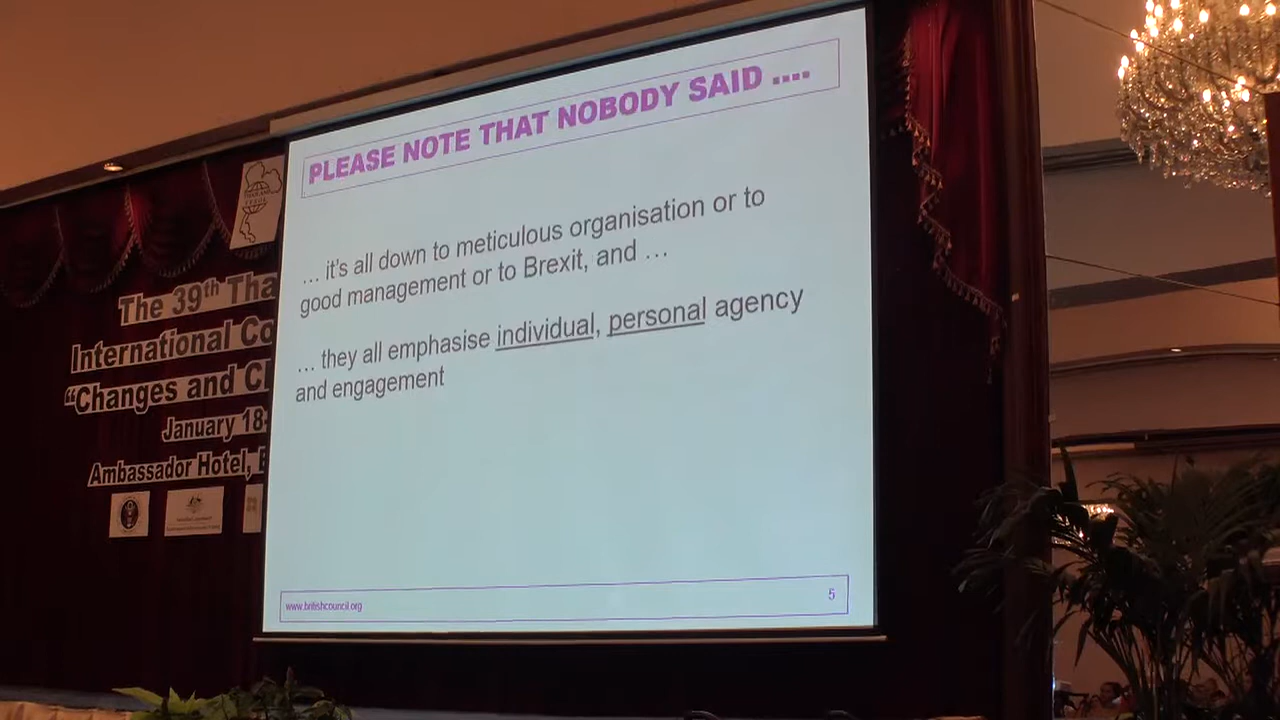 PLEASE NOTE THAT NOBODY SAID ....
… it's all down to meticulous organisation or to
good management or to Brexit, and …
… they all emphasise individual, personal agency
and engagement
www.britishcouncil.org
5
THAILAND
TESOL
The 39th Tha
International Co
“Changes and C
January 18
Ambassador Hotel,